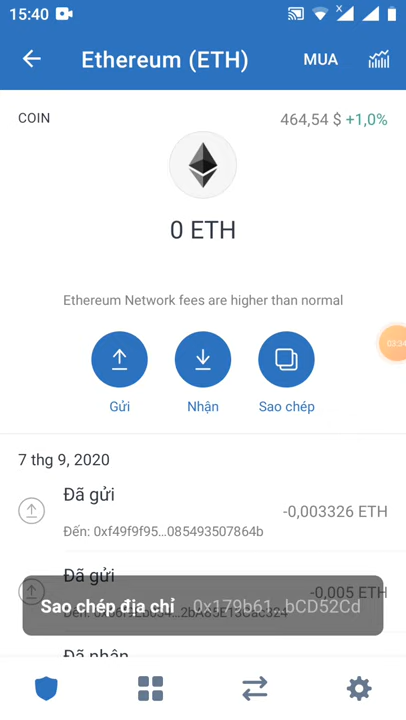 15:40
Ethereum (ETH)
MUA
COIN
464,54 $ +1,0%
0 ETH
Ethereum Network fees are higher than normal
03:34
Gửi
Nhận
Sao chép
7 thg 9, 2020
Đã gửi
-0,003326 ETH
Đến: 0xf49f9f95...085493507864b
Đã gửi
-0,005 ETH
Sao chép địa chỉ 0x179b61...bCD52Cd
Đã nhận